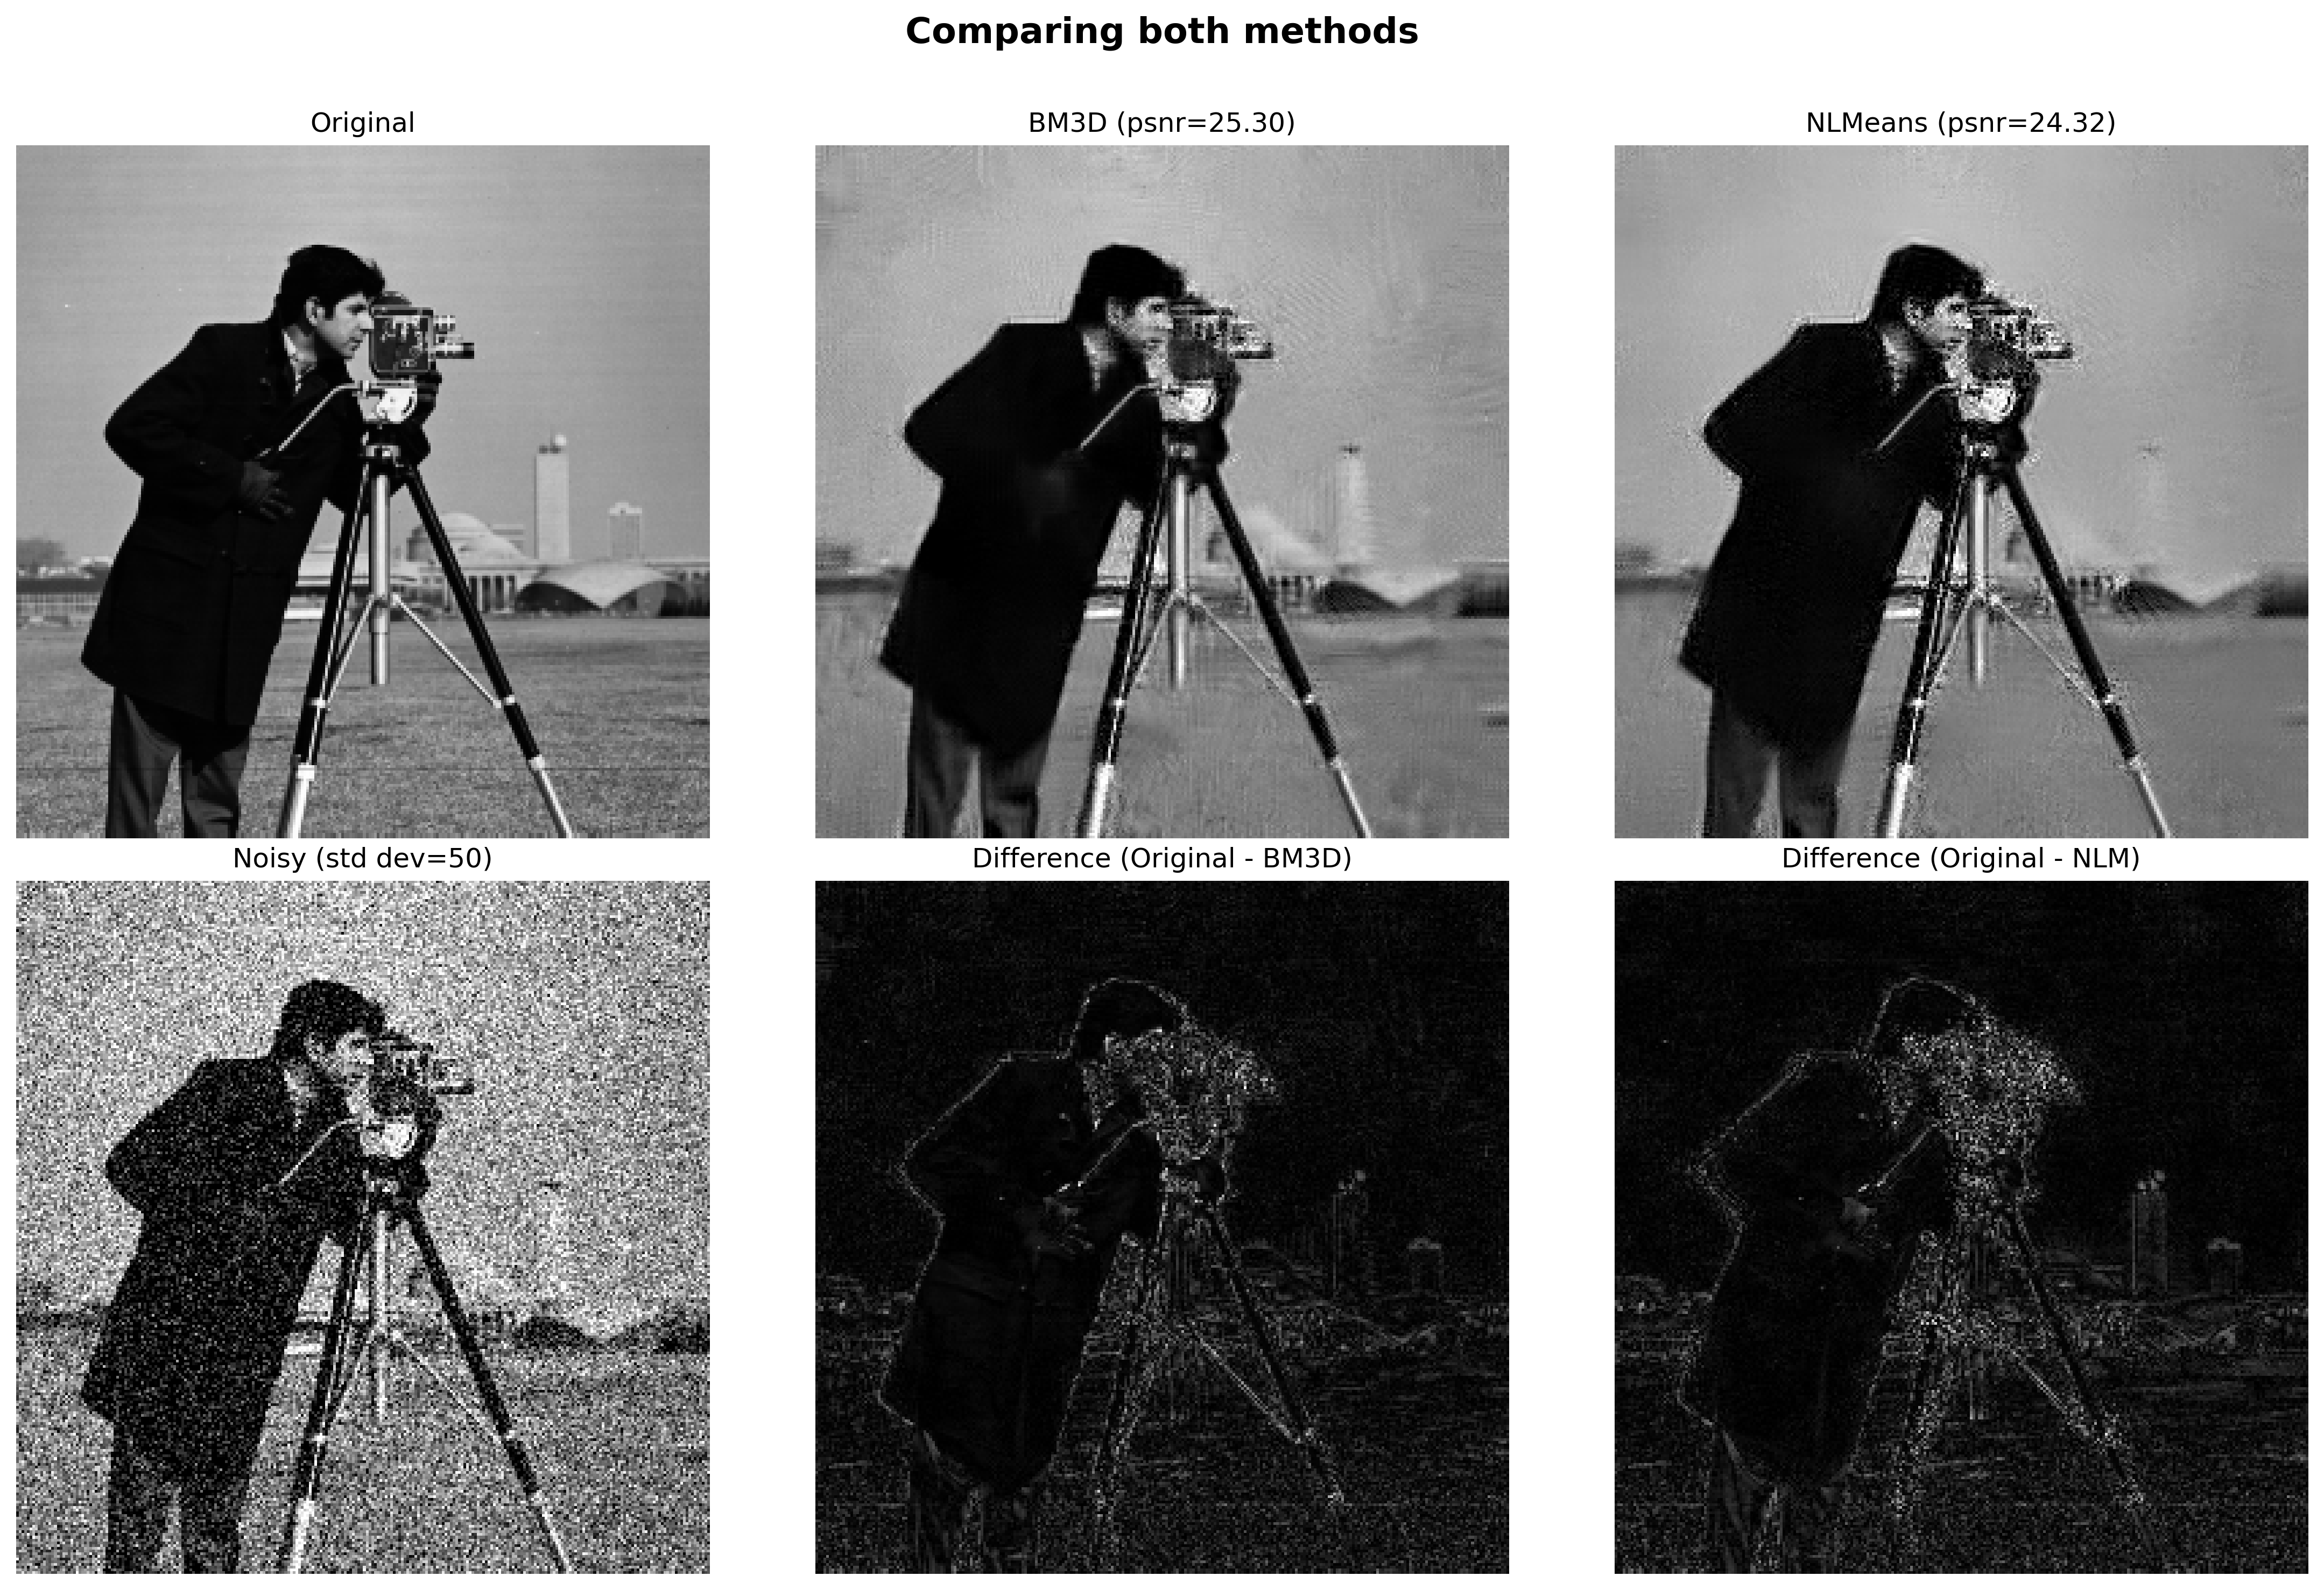 Comparing both methods
Original
BM3D (psnr=25.30)
NLMeans (psnr=24.32)
Noisy (std dev=50)
Difference (Original - BM3D)
Difference (Original - NLM)